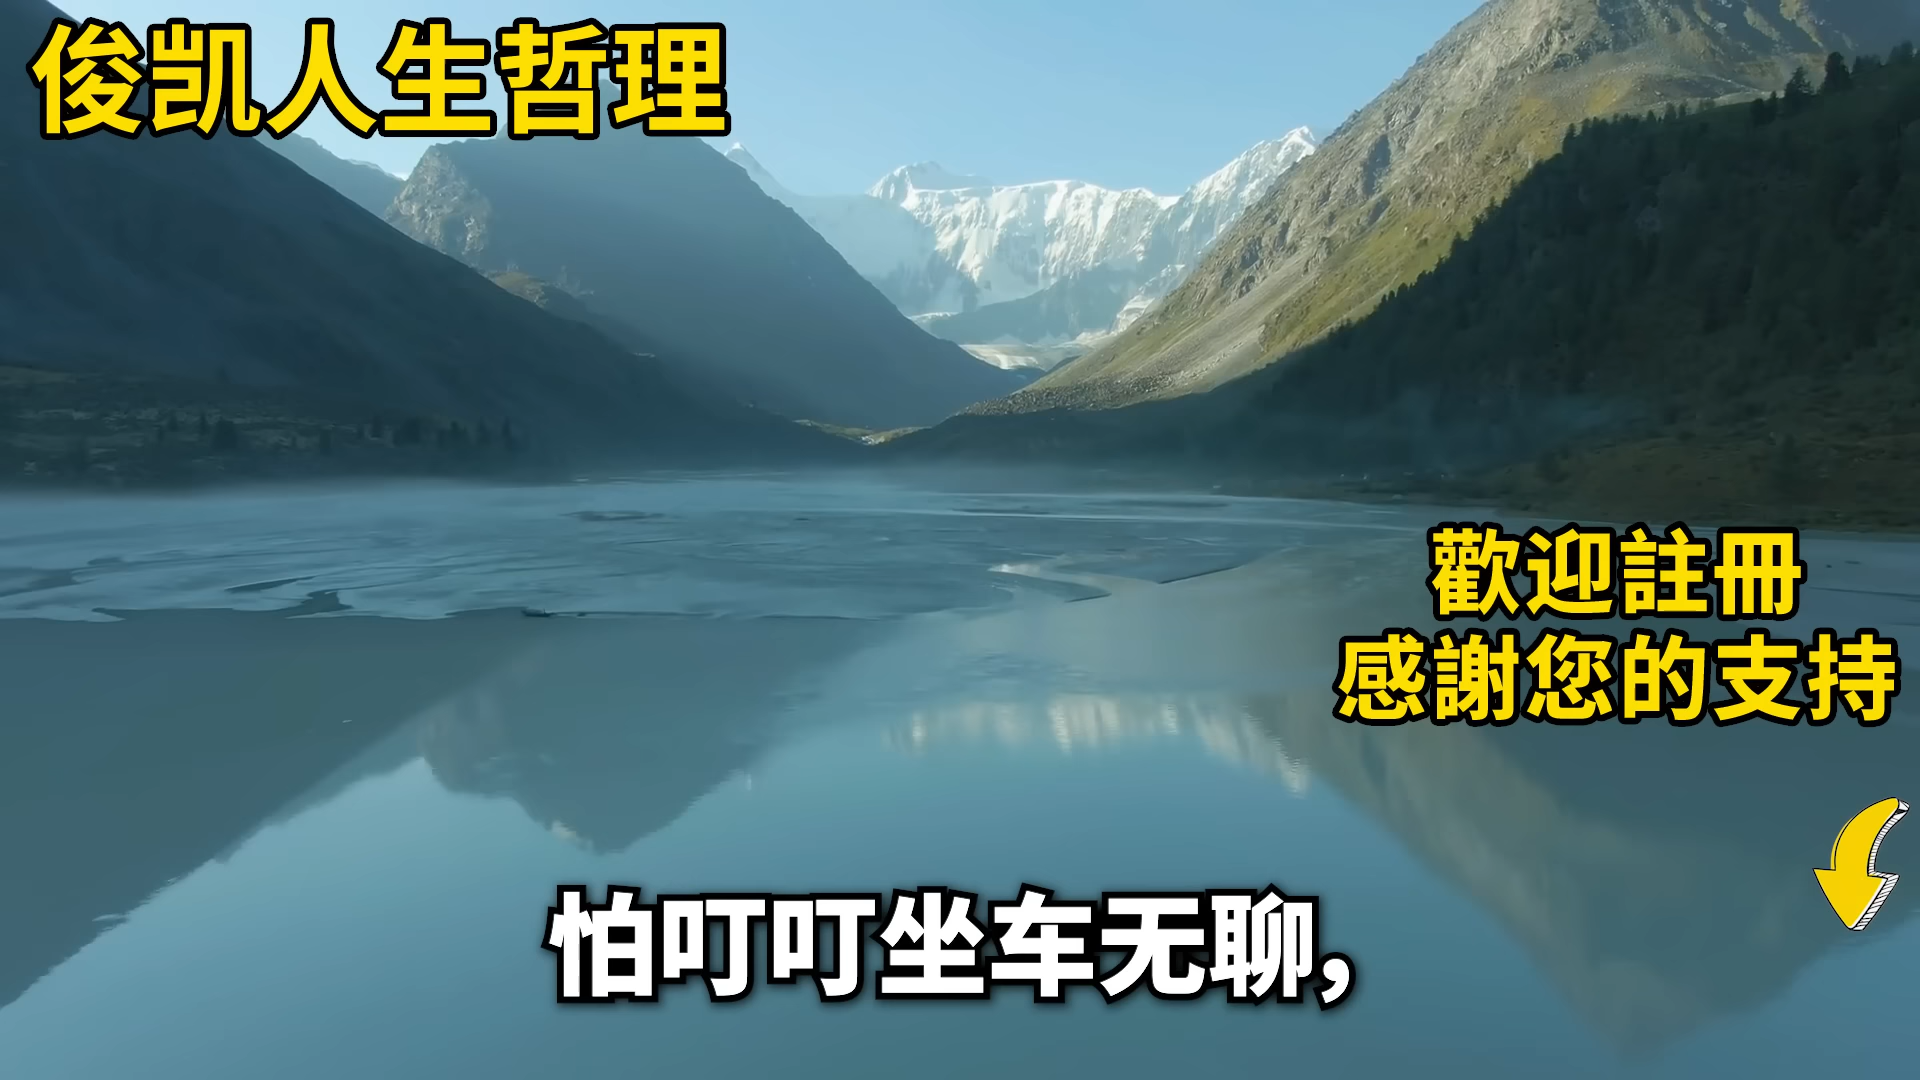 俊凯人生哲理
歡迎註冊
感謝您的支持
怕叮叮坐车无聊,